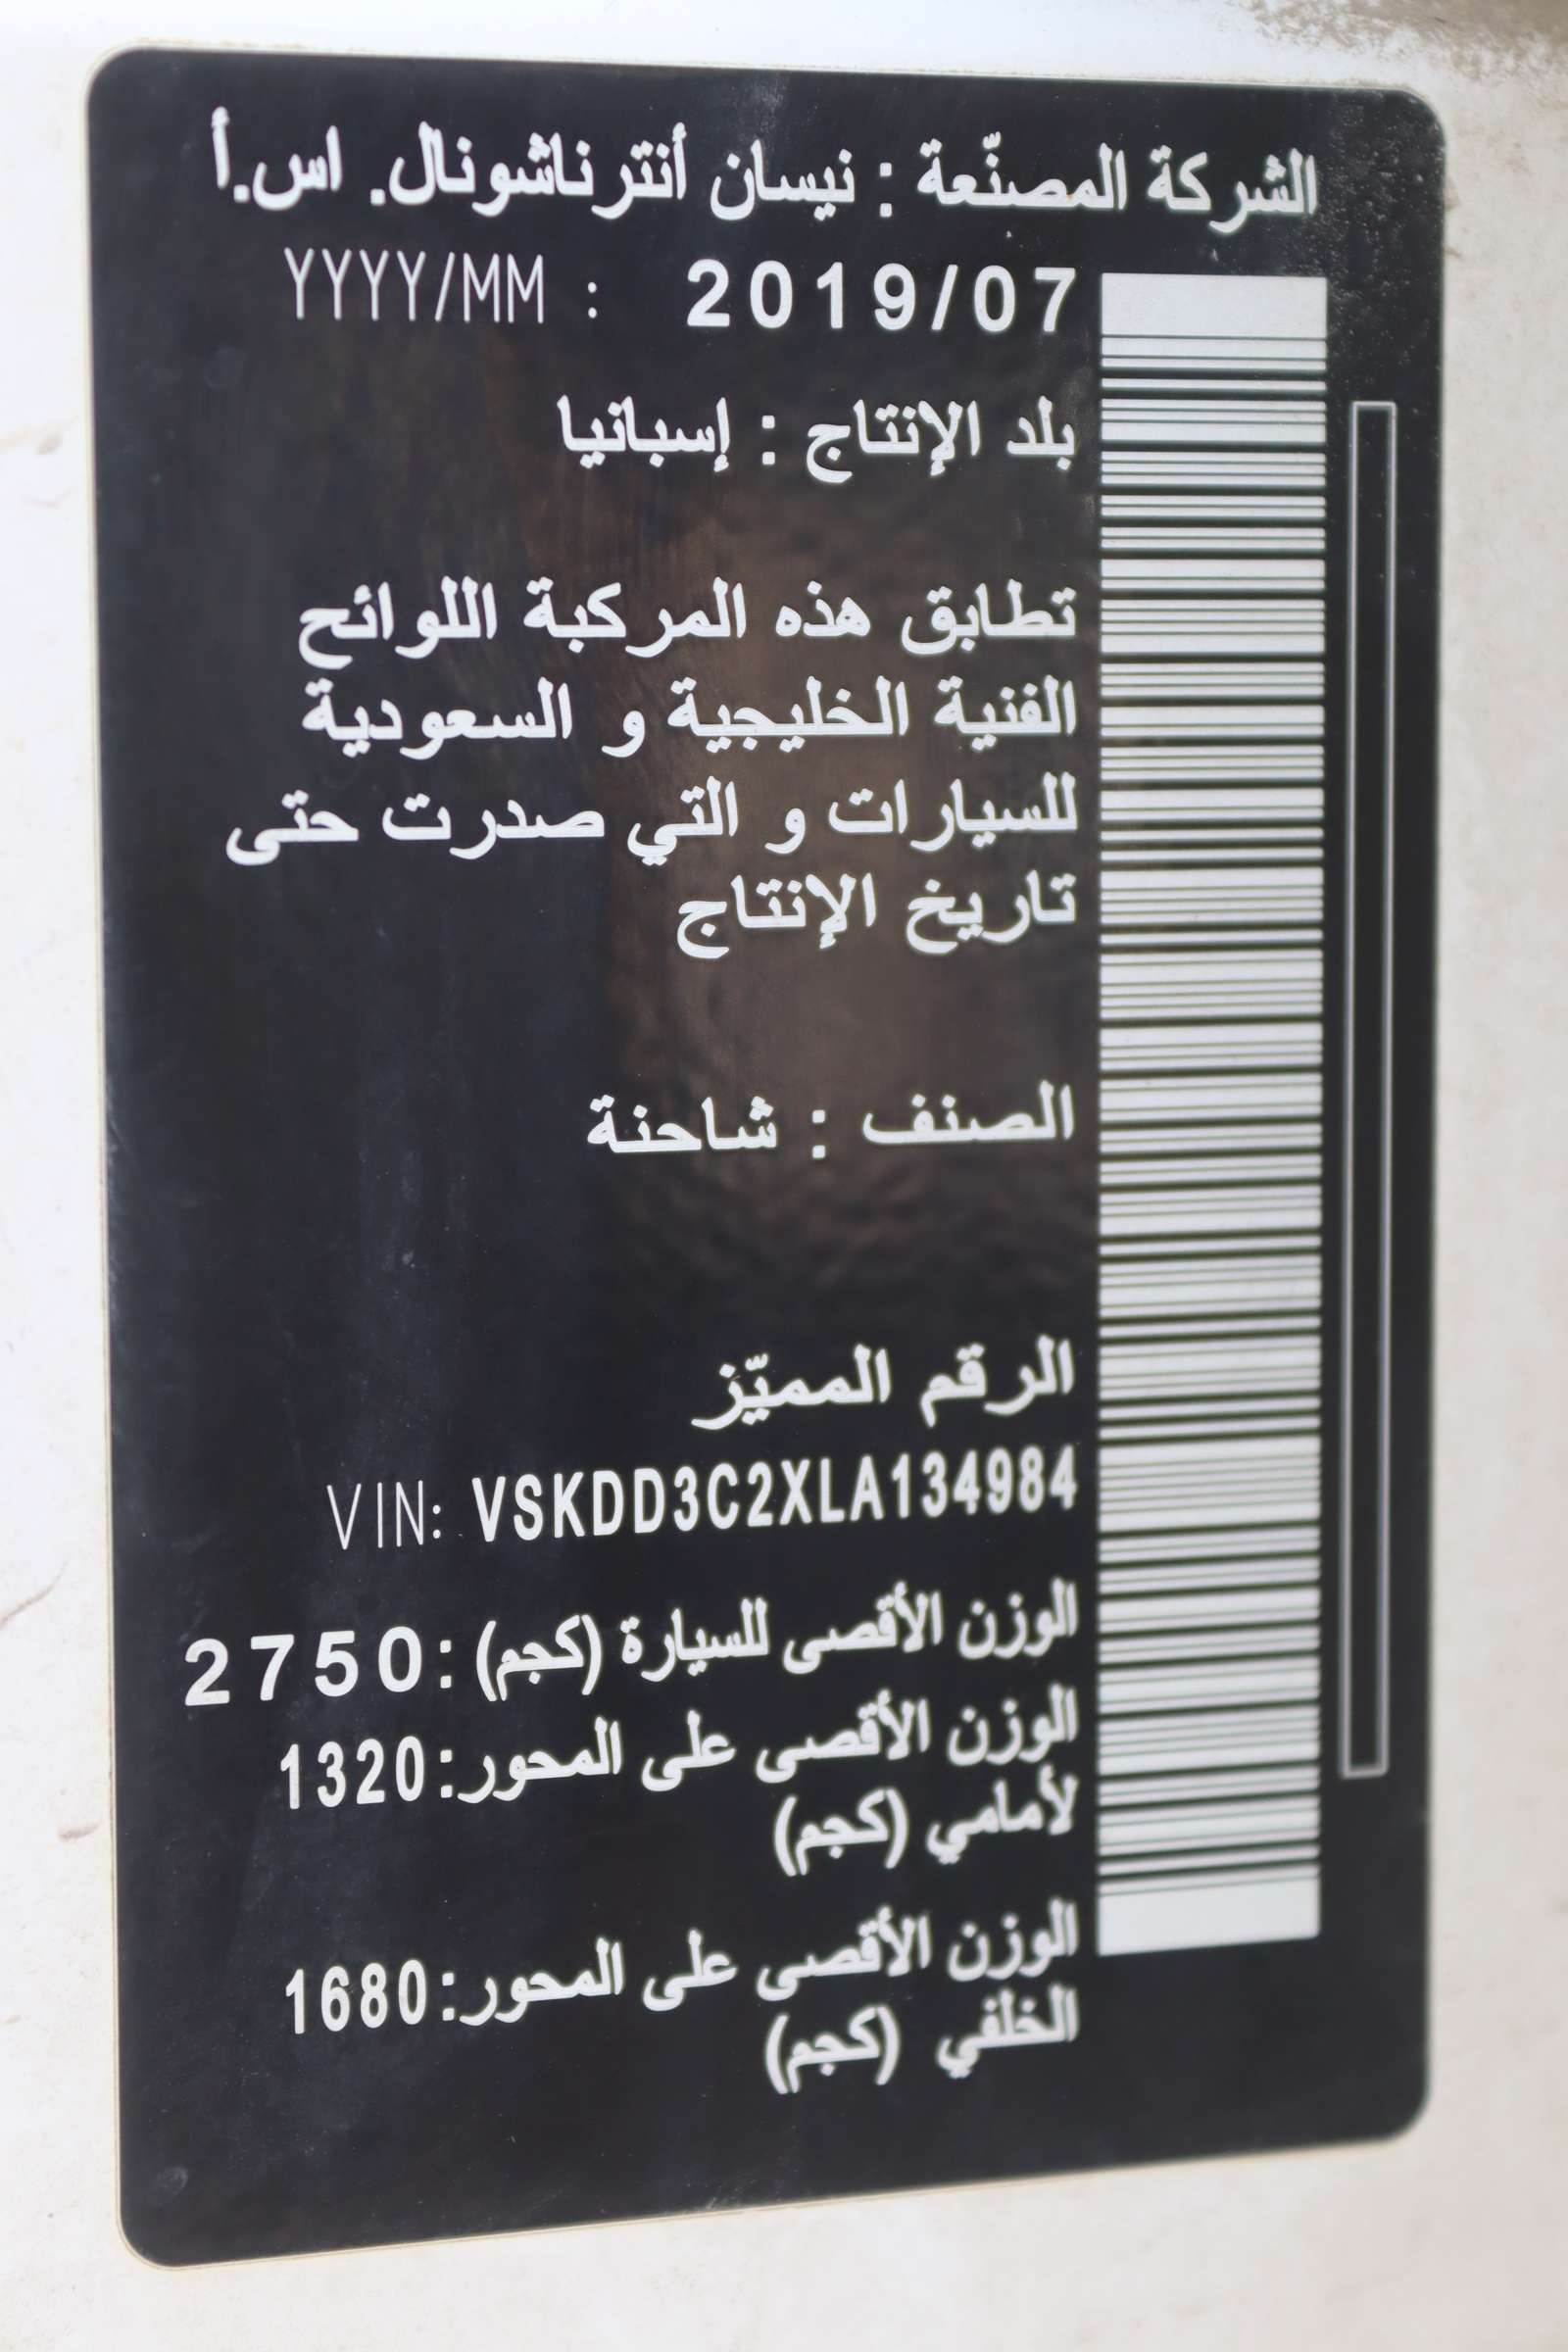 الشركة المصنّعة : نيسان أنترناشونال. اس.أ
YYYY/MM : 2019/07
بلد الإنتاج : إسبانيا
تطابق هذه المركبة اللوائح
الفنية الخليجية و السعودية
للسيارات و التي صدرت حتى
تاريخ الإنتاج
الصنف : شاحنة
الرقم المميّز
VIN: VSKDD3C2XLA134984
الوزن الأقصى للسيارة (كجم) :2750
الوزن الأقصى على المحور:1320
لأمامي (كجم)
الوزن الأقصى على المحور:1680
الخلفي (كجم)